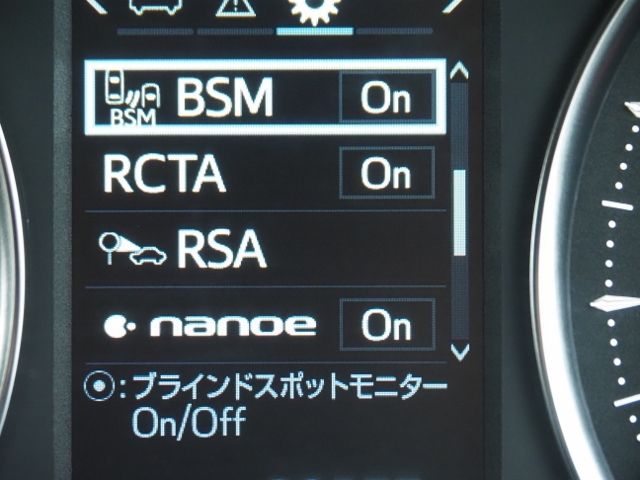 BSM BSM On
RCTA On
RSA
nanoe On
⦿:ブラインドスポットモニター
On/Off